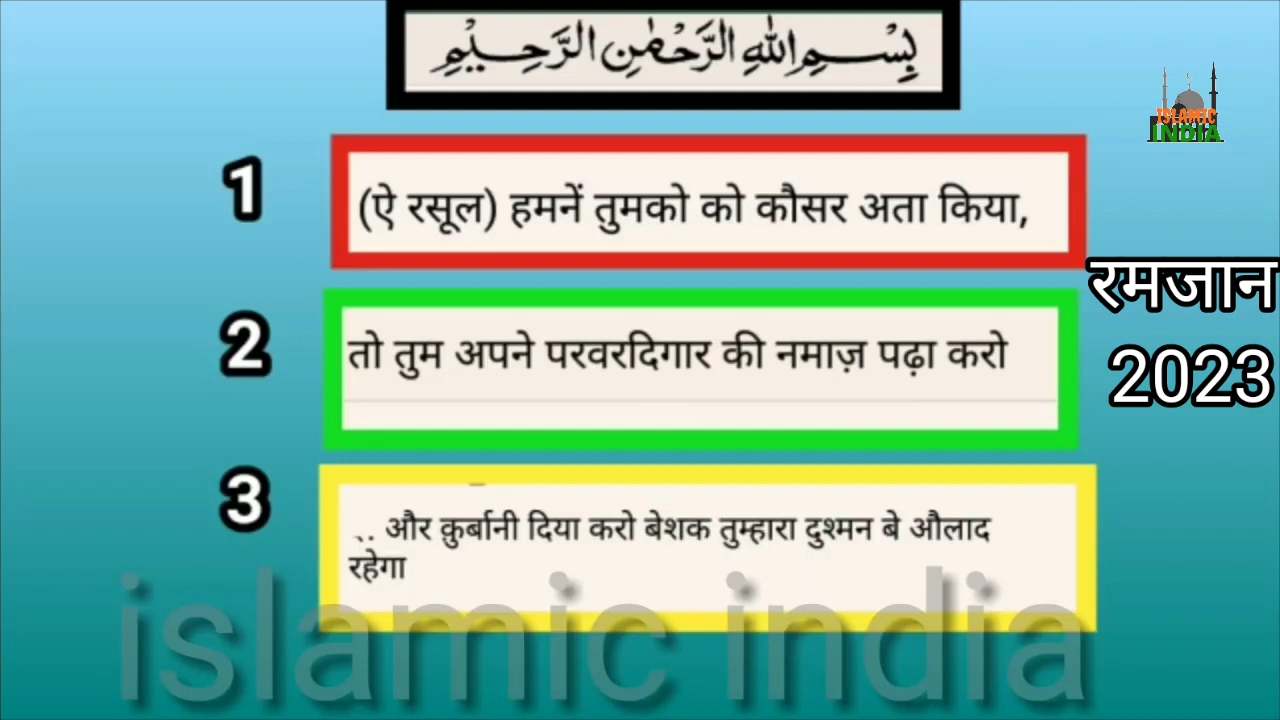 بِسْمِ اللهِ الرَّحْمٰنِ الرَّحِيْمِ
ISLAMIC
INDIA
1
(ऐ रसूल) हमनें तुमको को कौसर अता किया,
रमजान
2023
2
तो तुम अपने परवरदिगार की नमाज़ पढ़ा करो
3
.. और क़ुर्बानी दिया करो बेशक तुम्हारा दुश्मन बे औलाद
रहेगा
islamic india